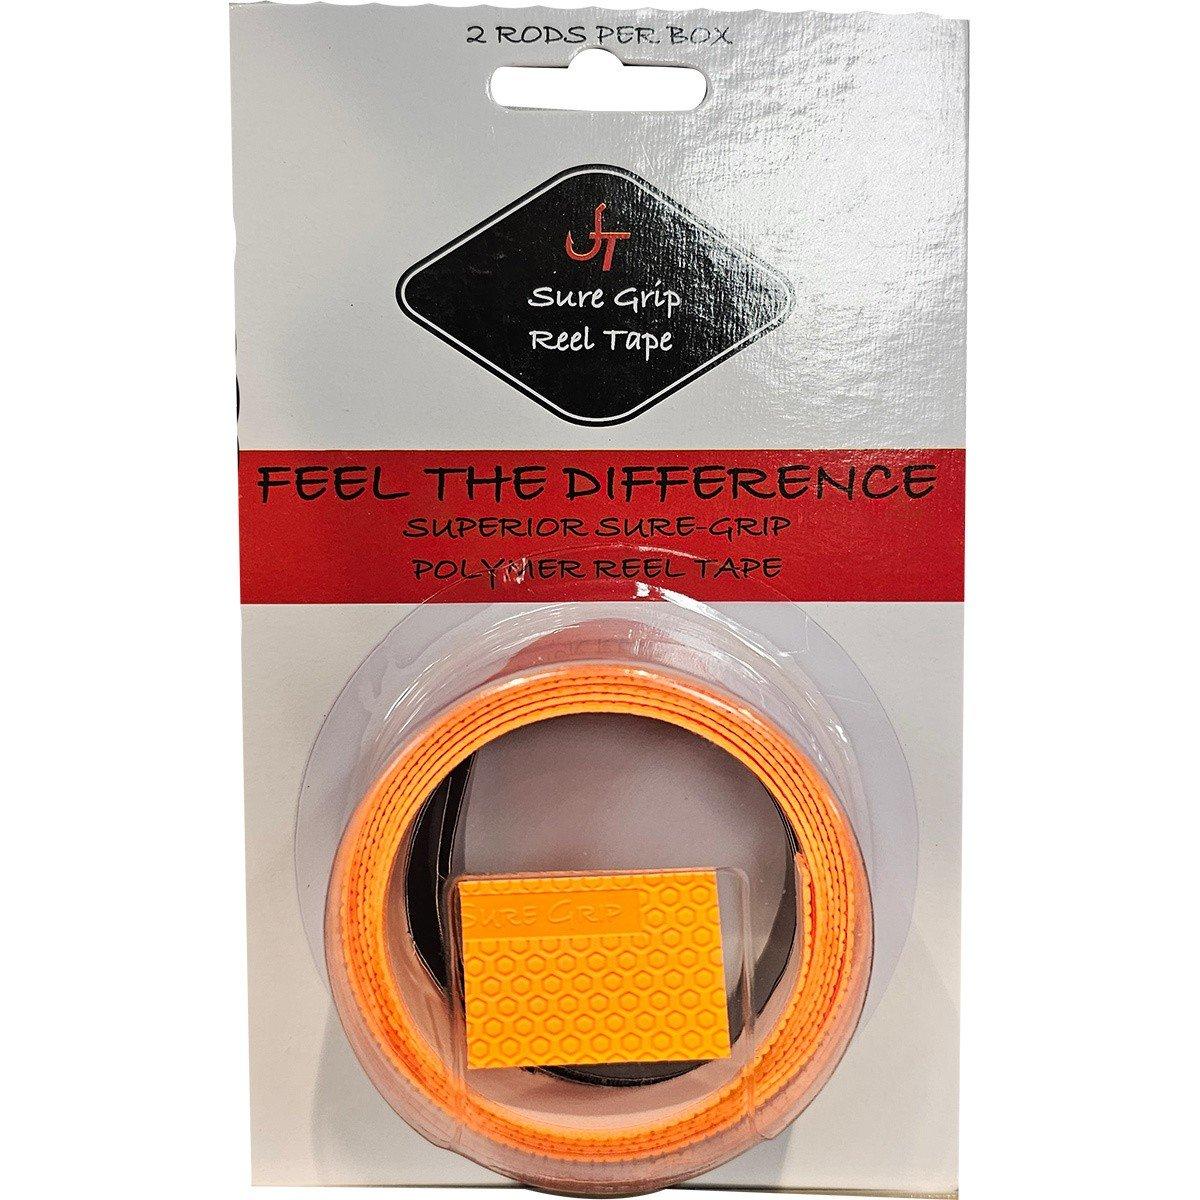 2 RODS PER BOX
JT
Sure Grip
Reel Tape
FEEL THE DIFFERENCE
SUPERIOR SURE-GRIP
POLYMER REEL TAPE
SURE GRIP